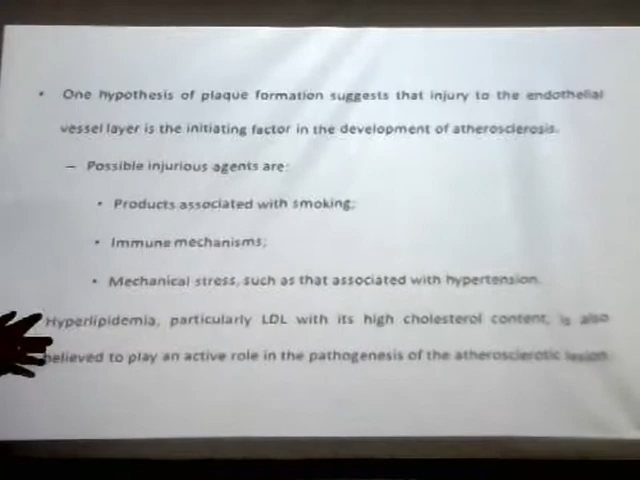 • One hypothesis of plaque formation suggests that injury to the endothelial
vessel layer is the initiating factor in the development of atherosclerosis.
– Possible injurious agents are:
• Products associated with smoking;
• Immune mechanisms;
• Mechanical stress, such as that associated with hypertension.
Hyperlipidemia, particularly LDL with its high cholesterol content, is also
believed to play an active role in the pathogenesis of the atherosclerotic lesion